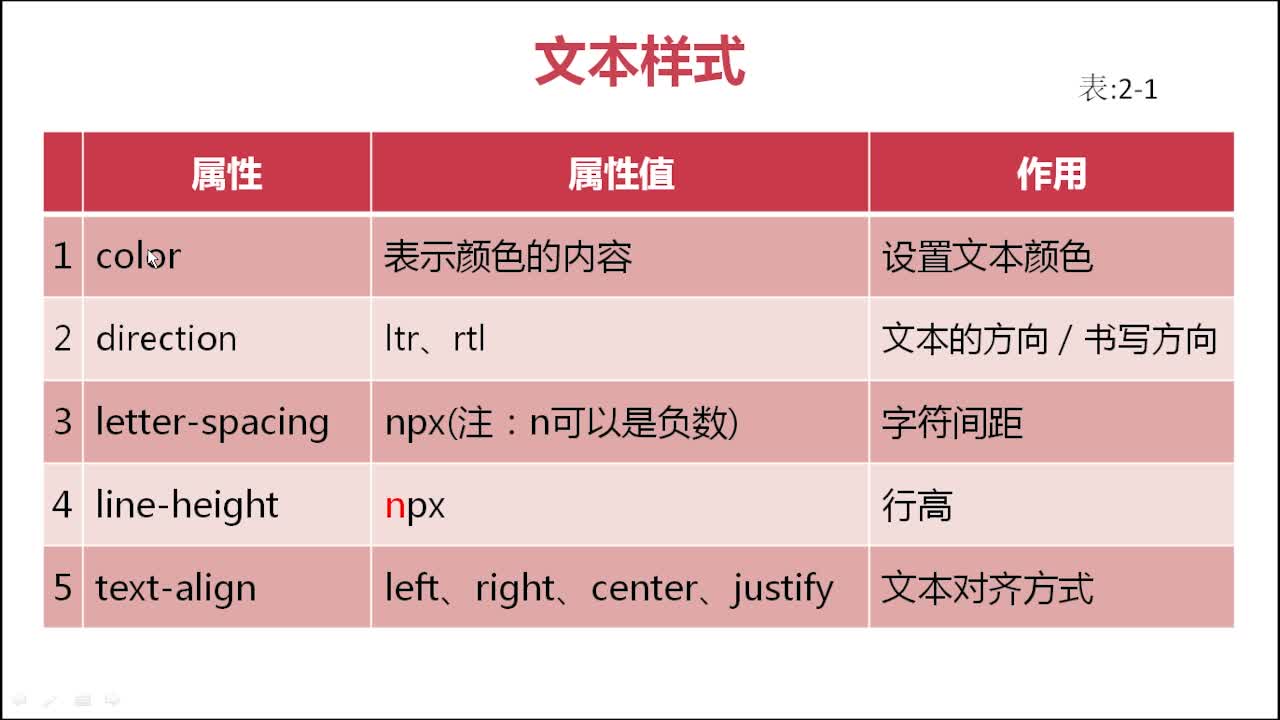 文本样式
表:2-1
属性 属性值 作用
1 color 表示颜色的内容 设置文本颜色
2 direction ltr、rtl 文本的方向 / 书写方向
3 letter-spacing npx(注：n可以是负数) 字符间距
4 line-height npx 行高
5 text-align left、right、center、justify 文本对齐方式